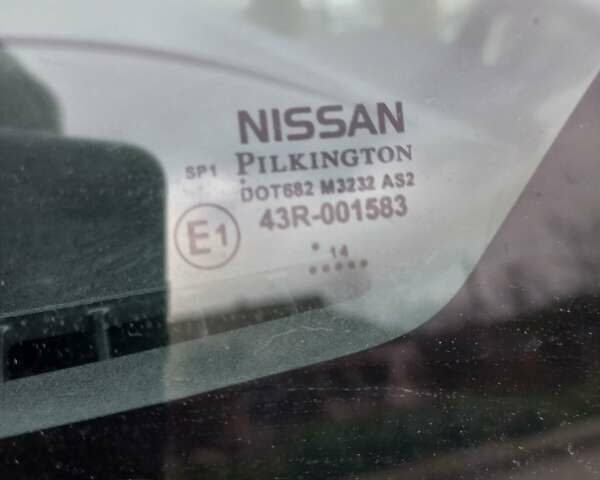 NISSAN
SP1 PILKINGTON
DOT682 M3232 AS2
E1 43R-001583
14